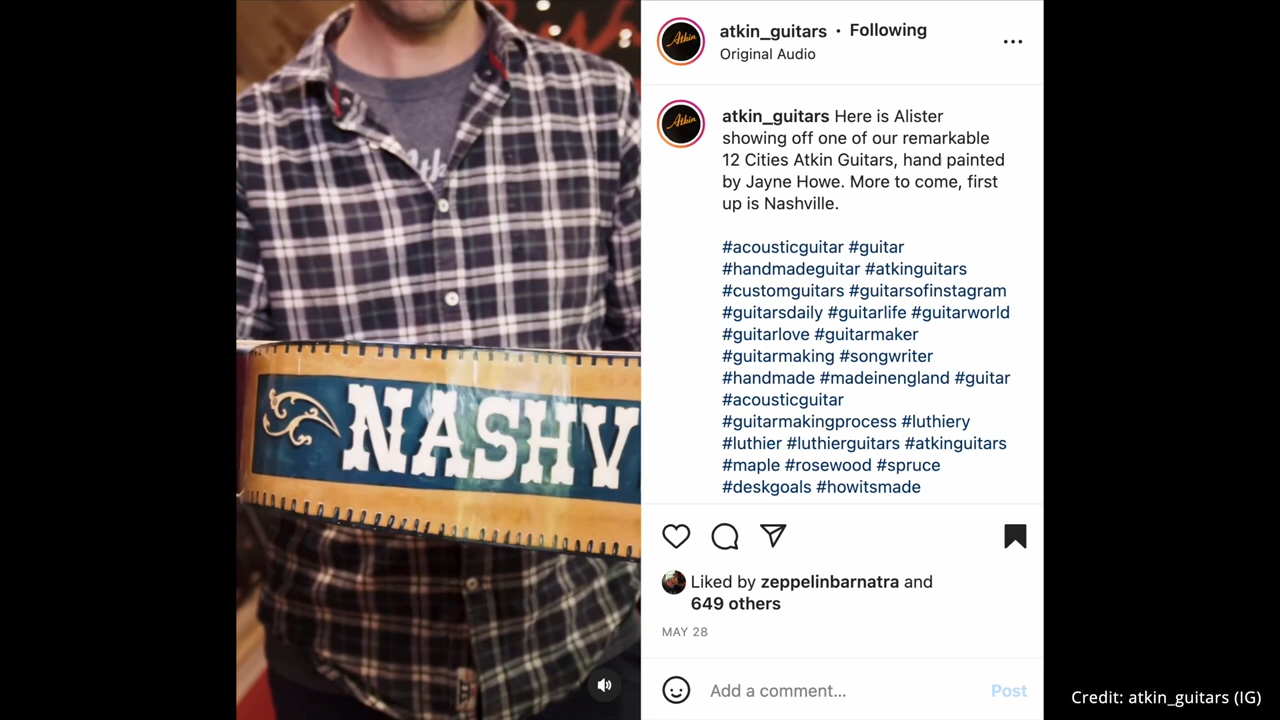 NASHV
atkin_guitars • Following
Original Audio
atkin_guitars Here is Alister
showing off one of our remarkable
12 Cities Atkin Guitars, hand painted
by Jayne Howe. More to come, first
up is Nashville.
#acousticguitar #guitar
#handmadeguitar #atkinguitars
#customguitars #guitarsofinstagram
#guitarsdaily #guitarlife #guitarworld
#guitarlove #guitarmaker
#guitarmaking #songwriter
#handmade #madeinengland #guitar
#acousticguitar
#guitarmakingprocess #luthiery
#luthier #luthierguitars #atkinguitars
#maple #rosewood #spruce
#deskgoals #howitsmade
Liked by zeppelinbarnatra and
649 others
MAY 28
Add a comment... Post
Credit: atkin_guitars (IG)